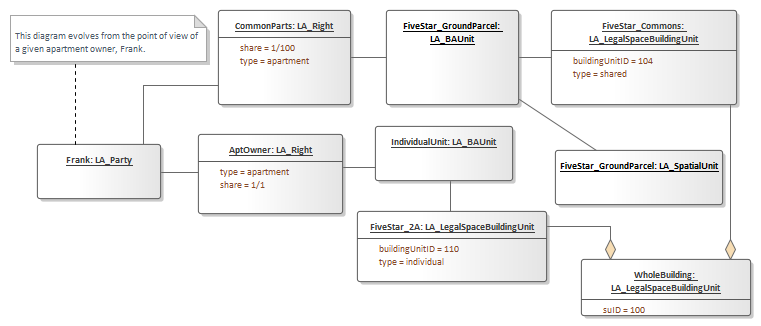 This diagram evolves from the point of view of
a given apartment owner, Frank.
CommonParts: LA_Right
share = 1/100
type = apartment
FiveStar_GroundParcel:
LA_BAUnit
FiveStar_Commons:
LA_LegalSpaceBuildingUnit
buildingUnitID = 104
type = shared
Frank: LA_Party
AptOwner: LA_Right
type = apartment
share = 1/1
IndividualUnit: LA_BAUnit
FiveStar_GroundParcel: LA_SpatialUnit
FiveStar_2A: LA_LegalSpaceBuildingUnit
buildingUnitID = 110
type = individual
WholeBuilding:
LA_LegalSpaceBuildingUnit
suID = 100